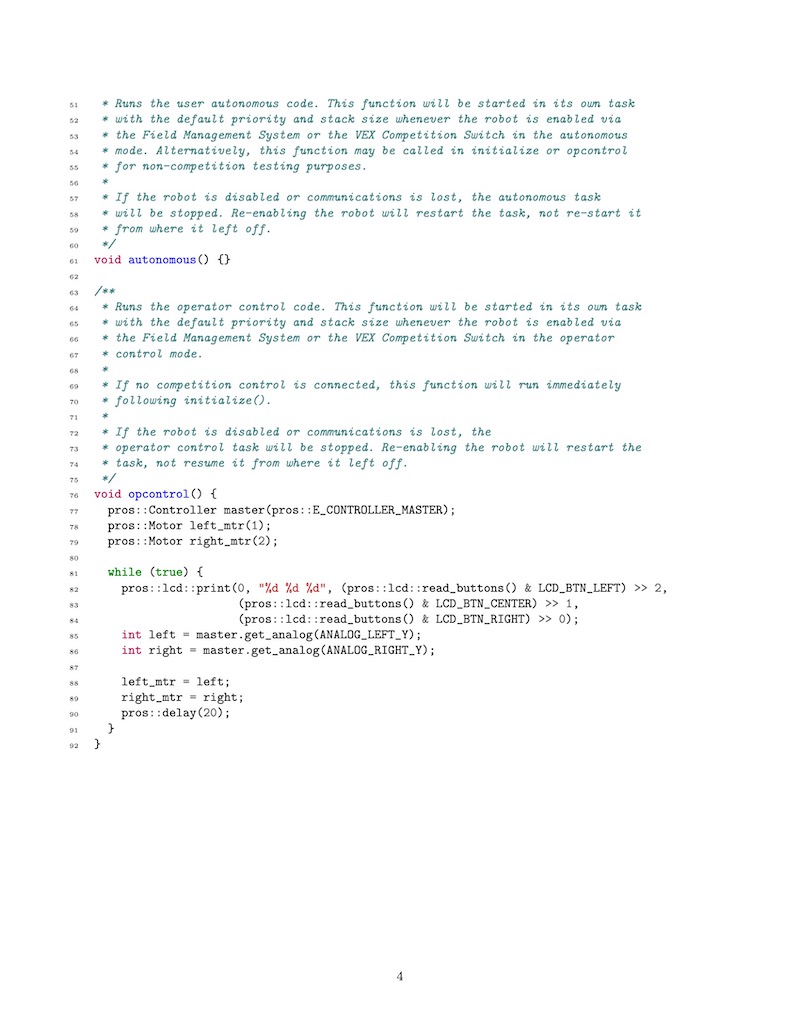 51 * Runs the user autonomous code. This function will be started in its own task
52 * with the default priority and stack size whenever the robot is enabled via
53 * the Field Management System or the VEX Competition Switch in the autonomous
54 * mode. Alternatively, this function may be called in initialize or opcontrol
55 * for non-competition testing purposes.
56 *
57 * If the robot is disabled or communications is lost, the autonomous task
58 * will be stopped. Re-enabling the robot will restart the task, not re-start it
59 * from where it left off.
60 */
61 void autonomous() {}
62
63 /**
64 * Runs the operator control code. This function will be started in its own task
65 * with the default priority and stack size whenever the robot is enabled via
66 * the Field Management System or the VEX Competition Switch in the operator
67 * control mode.
68 *
69 * If no competition control is connected, this function will run immediately
70 * following initialize().
71 *
72 * If the robot is disabled or communications is lost, the
73 * operator control task will be stopped. Re-enabling the robot will restart the
74 * task, not resume it from where it left off.
75 */
76 void opcontrol() {
77 pros::Controller master(pros::E_CONTROLLER_MASTER);
78 pros::Motor left_mtr(1);
79 pros::Motor right_mtr(2);
80
81 while (true) {
82 pros::lcd::print(0, "%d %d %d", (pros::lcd::read_buttons() & LCD_BTN_LEFT) >> 2,
83 (pros::lcd::read_buttons() & LCD_BTN_CENTER) >> 1,
84 (pros::lcd::read_buttons() & LCD_BTN_RIGHT) >> 0);
85 int left = master.get_analog(ANALOG_LEFT_Y);
86 int right = master.get_analog(ANALOG_RIGHT_Y);
87
88 left_mtr = left;
89 right_mtr = right;
90 pros::delay(20);
91 }
92 }
4